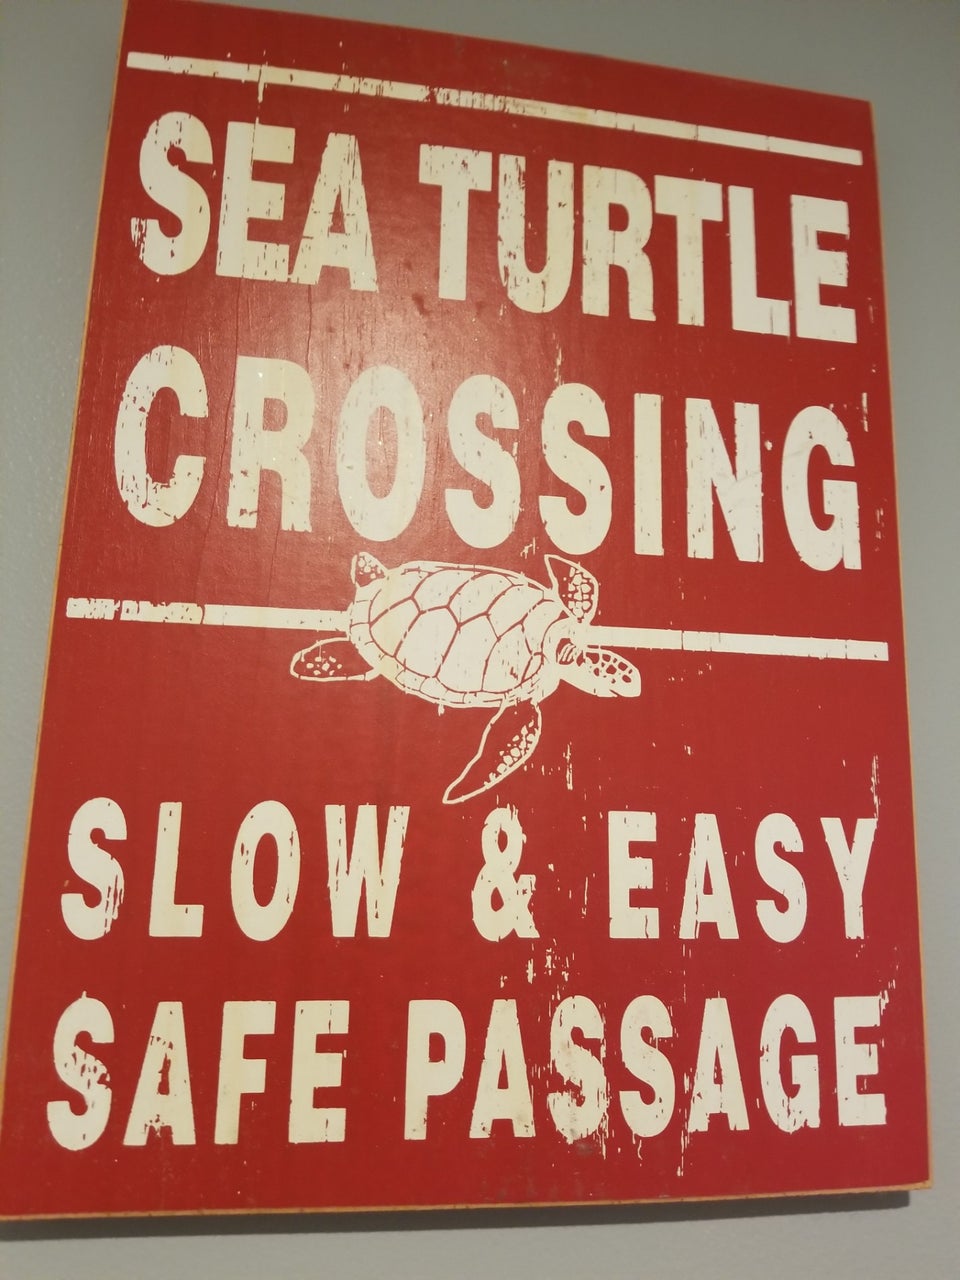 SEA TURTLE
CROSSING
SLOW & EASY
SAFE PASSAGE